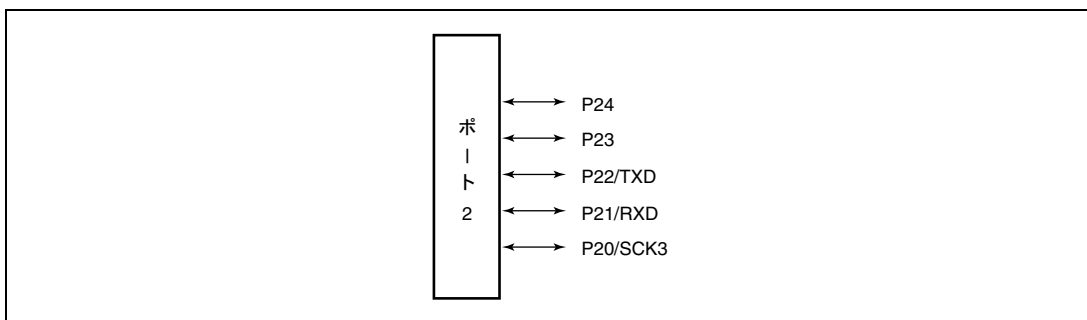 ポート2
P24
P23
P22/TXD
P21/RXD
P20/SCK3